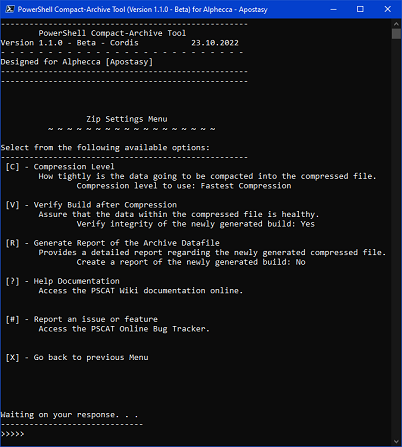 PowerShell Compact-Archive Tool (Version 1.1.0 - Beta) for Alphecca - Apostasy
------------------------------------------------------
PowerShell Compact-Archive Tool
Version 1.1.0 - Beta - Cordis 23.10.2022
- - - - - - - - - - - - - - - - - - - - - - - - - - -
Designed for Alphecca [Apostasy]
------------------------------------------------------
------------------------------------------------------
Zip Settings Menu
~ ~ ~ ~ ~ ~ ~ ~ ~ ~ ~ ~ ~ ~ ~ ~ ~ ~
Select from the following available options:
------------------------------------------------------
[C] - Compression Level
How tightly is the data going to be compacted into the compressed file.
Compression level to use: Fastest Compression
[V] - Verify Build after Compression
Assure that the data within the compressed file is healthy.
Verify integrity of the newly generated build: Yes
[R] - Generate Report of the Archive Datafile
Provides a detailed report regarding the newly generated compressed file.
Create a report of the newly generated build: No
[?] - Help Documentation
Access the PSCAT Wiki documentation online.
[#] - Report an issue or feature
Access the PSCAT Online Bug Tracker.
[X] - Go back to previous Menu
Waiting on your response. . .
-------------------------------
>>>>>